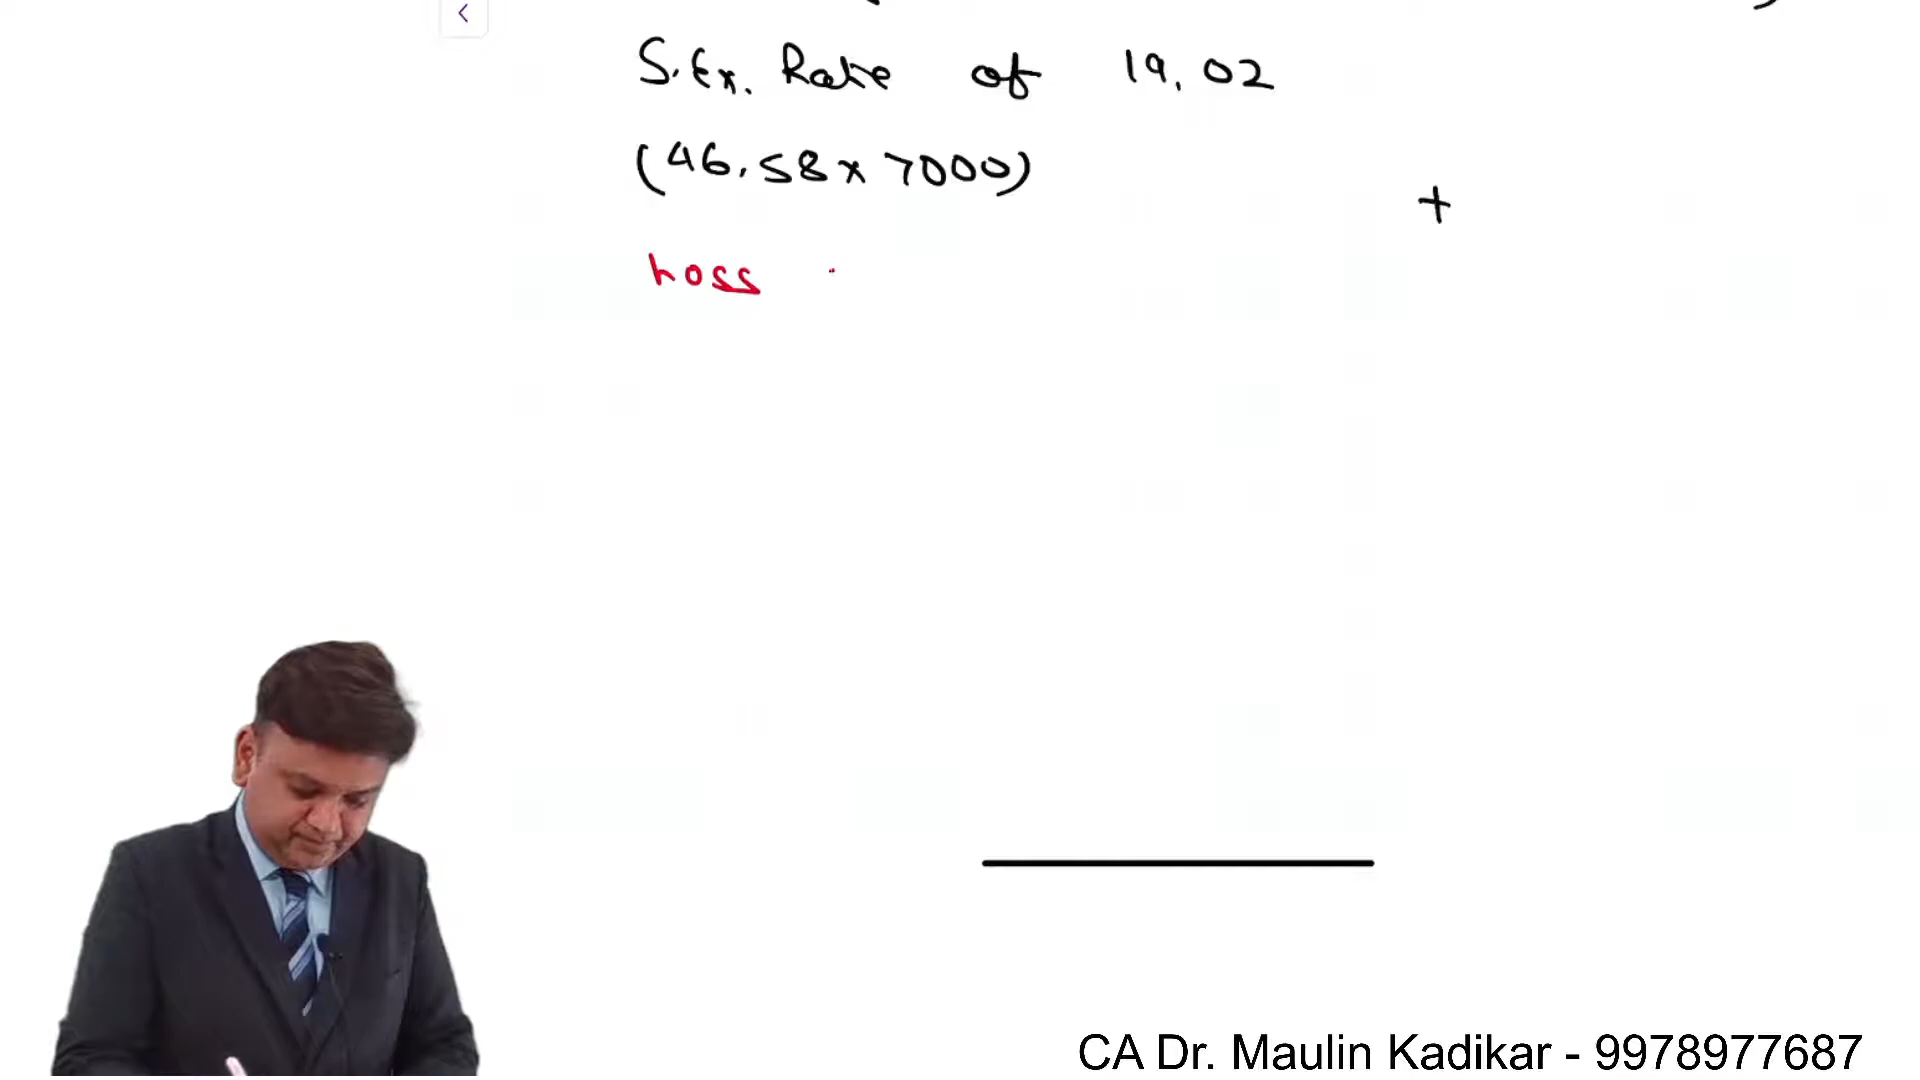 S.Ex. Rate of 19.02
(46.58 x 7000)
+
Loss
CA Dr. Maulin Kadikar - 9978977687